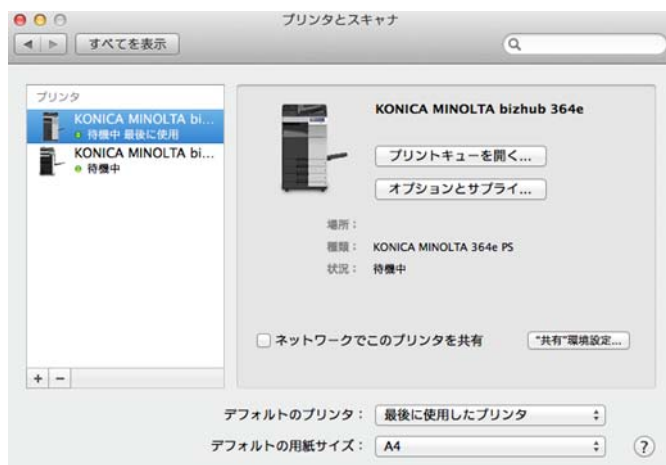 プリンタとスキャナ
すべてを表示
プリンタ
KONICA MINOLTA bi...
待機中 最後に使用
KONICA MINOLTA bi...
待機中
KONICA MINOLTA bizhub 364e
プリントキューを開く...
オプションとサプライ...
場所：
種類： KONICA MINOLTA 364e PS
状況： 待機中
ネットワークでこのプリンタを共有
"共有"環境設定...
+ −
デフォルトのプリンタ： 最後に使用したプリンタ
デフォルトの用紙サイズ： A4
?